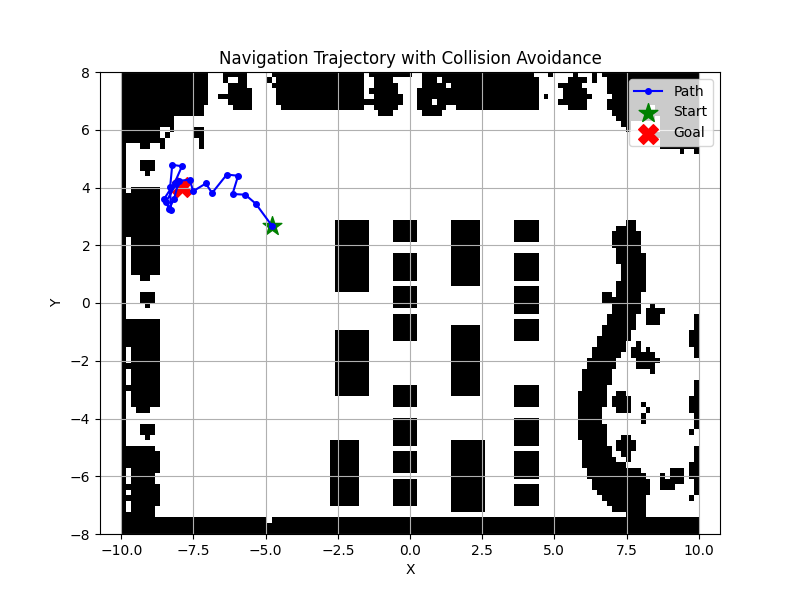 Navigation Trajectory with Collision Avoidance
Path
Start
Goal
8
6
4
2
0
−2
−4
−6
−8
Y
−10.0 −7.5 −5.0 −2.5 0.0 2.5 5.0 7.5 10.0
X